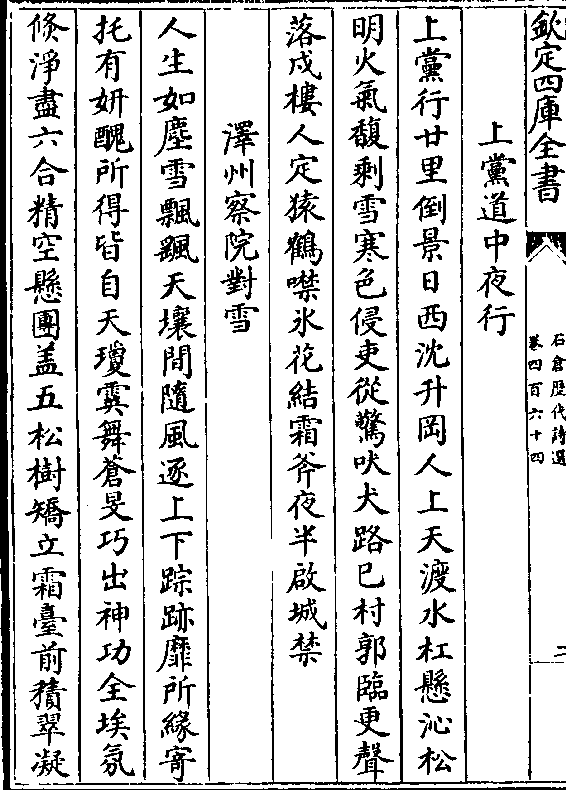 欽定四庫全書
石倉歷代詩選
卷四百六十四
二
上黨道中夜行
上黨行廿里倒景日西沈升岡人上天渡水杠懸沁松
明火氣馥剩雪寒色侵吏從驚吠犬路已村郭臨更聲
落戍樓人定猿鶴噤氷花結霜斧夜半啟城禁
澤州察院對雪
人生如塵雪飄颻天壤間隨風逐上下踪跡靡所緣寄
托有妍醜所得皆自天瓊霙舞蒼旻巧出神功全埃氛
倐淨盡六合精空懸團盖五松樹矯立霜臺前積翠凝